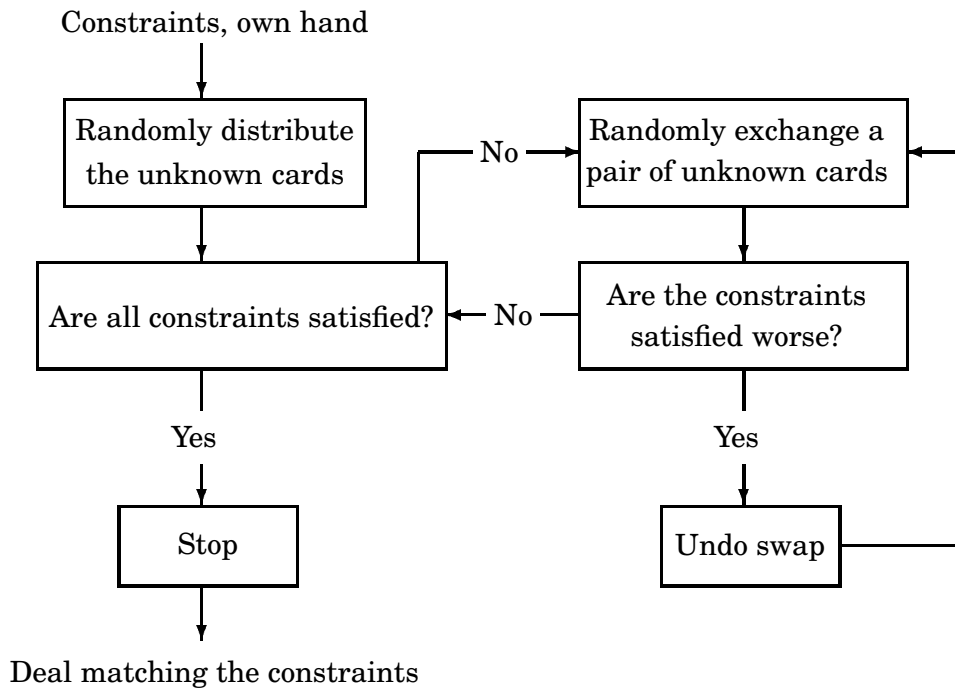 Constraints, own hand
Randomly distribute
the unknown cards
No
Randomly exchange a
pair of unknown cards
Are all constraints satisfied?
No
Are the constraints
satisfied worse?
Yes
Yes
Stop
Undo swap
Deal matching the constraints